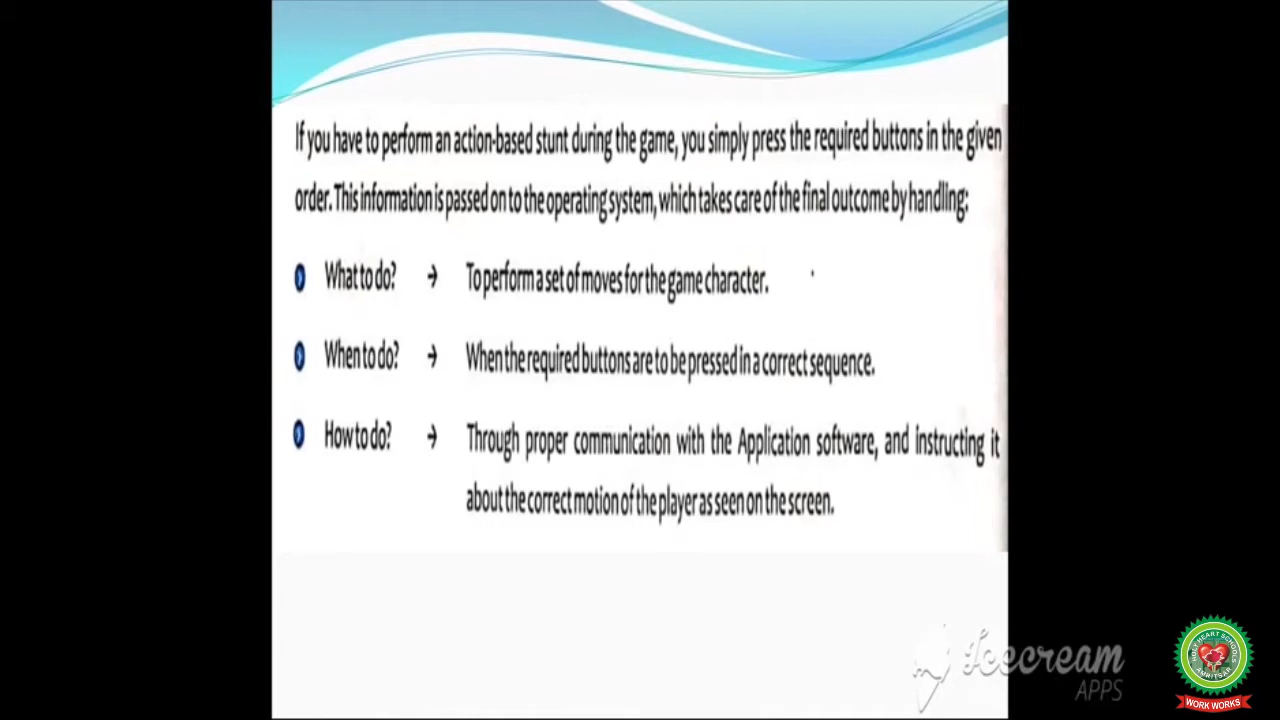 If you have to perform an action-based stunt during the game, you simply press the required buttons in the given
order. This information is passed on to the operating system, which takes care of the final outcome by handling:
What to do? → To perform a set of moves for the game character.
When to do? → When the required buttons are to be pressed in a correct sequence.
How to do? → Through proper communication with the Application software, and instructing it
about the correct motion of the player as seen on the screen.
Icecream
APPS
HOLY HEART SCHOOLS
AMRITSAR
WORK WORKS